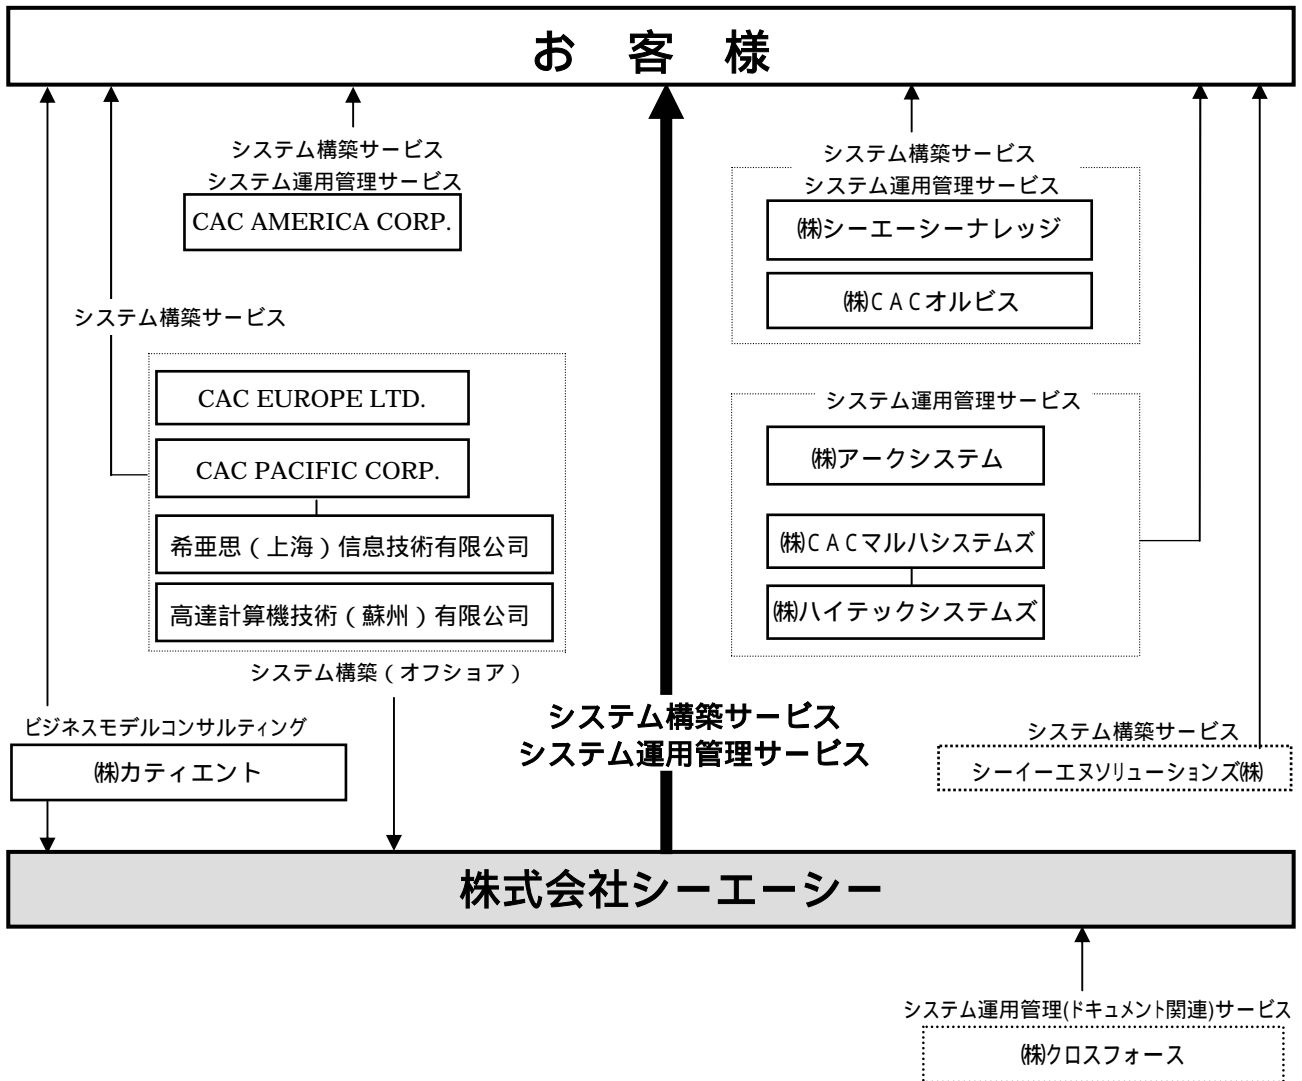 お 客 様
システム構築サービス
システム運用管理サービス
CAC AMERICA CORP.
システム構築サービス
システム運用管理サービス
㈱シーエーシーナレッジ
㈱CACオルビス
システム構築サービス
CAC EUROPE LTD.
CAC PACIFIC CORP.
希亜思（上海）信息技術有限公司
高達計算機技術（蘇州）有限公司
システム構築（オフショア）
システム運用管理サービス
㈱アークシステム
㈱CACマルハシステムズ
㈱ハイテックシステムズ
ビジネスモデルコンサルティング
㈱カティエント
システム構築サービス
システム運用管理サービス
システム構築サービス
シーイーエヌソリューションズ㈱
株式会社シーエーシー
システム運用管理(ドキュメント関連)サービス
㈱クロスフォース